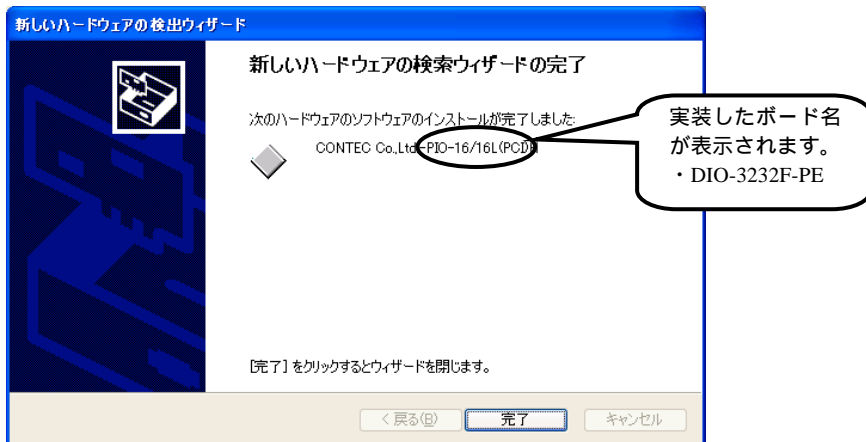 新しいハードウェアの検出ウィザード
新しいハードウェアの検索ウィザードの完了
次のハードウェアのソフトウェアのインストールが完了しました:
CONTEC Co.,Ltd-PIO-16/16L(PCI)H
実装したボード名
が表示されます。
・DIO-3232F-PE
[完了] をクリックするとウィザードを閉じます。
< 戻る(B)
完了
キャンセル